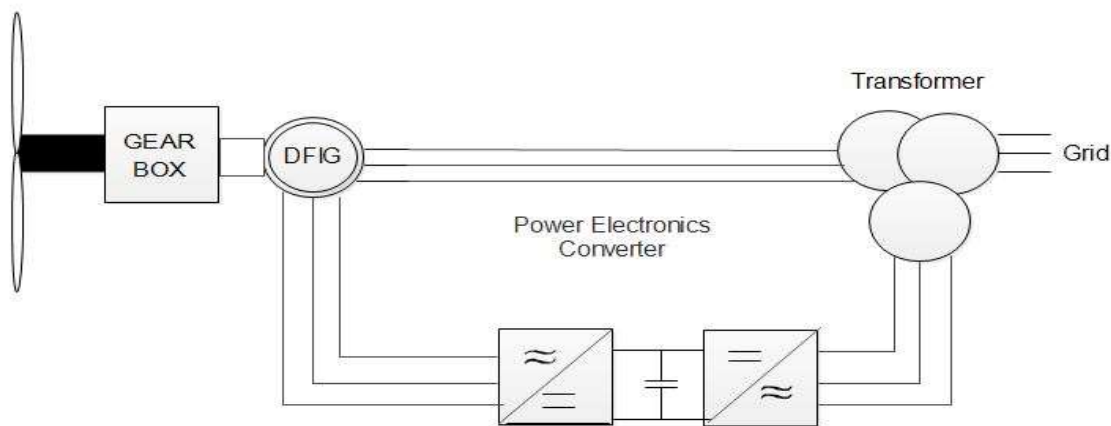 Transformer
GEAR
BOX
DFIG
Grid
Power Electronics
Converter